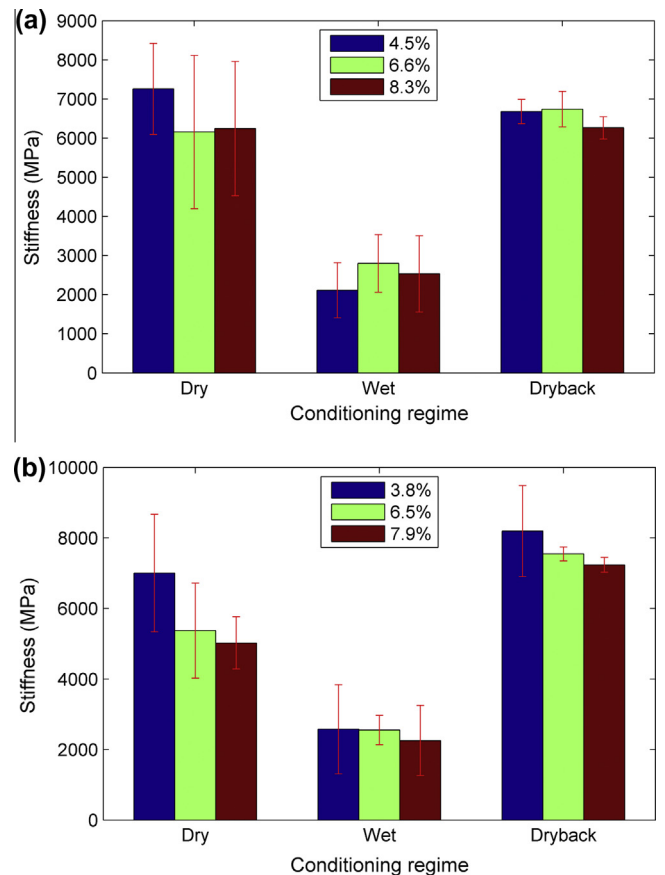 (a)
9000
8000
7000
6000
5000
4000
3000
2000
1000
0
Stiffness (MPa)
4.5%
6.6%
8.3%
Dry Wet Dryback
Conditioning regime
(b)
10000
8000
6000
4000
2000
0
Stiffness (MPa)
3.8%
6.5%
7.9%
Dry Wet Dryback
Conditioning regime